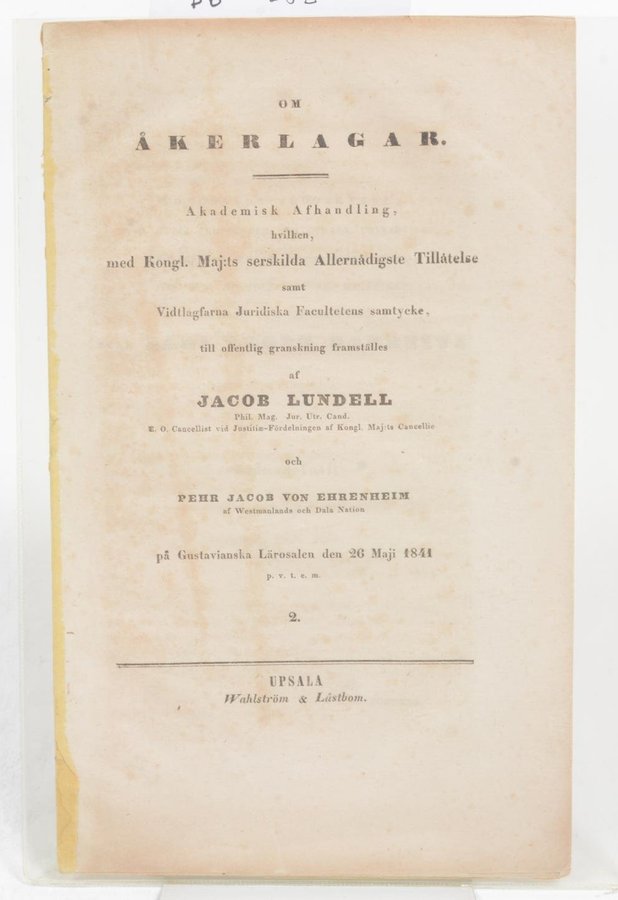 OM
ÅKERLAGAR.
Akademisk Afhandling,
hvilken,
med Kongl. Maj:ts serskilda Allernådigste Tillåtelse
samt
Vidtlagfarna Juridiska Facultetens samtycke,
till offentlig granskning framställes
af
JACOB LUNDELL
Phil. Mag. Jur. Utr. Cand.
E. O. Cancellist vid Justitiæ-Fördelningen af Kongl. Maj:ts Cancellie
och
PEHR JACOB VON EHRENHEIM
af Westmanlands och Dala Nation
på Gustavianska Lärosalen den 26 Maji 1841
p. v. t. e. m.
2.
UPSALA
Wahlström & Låstbom.